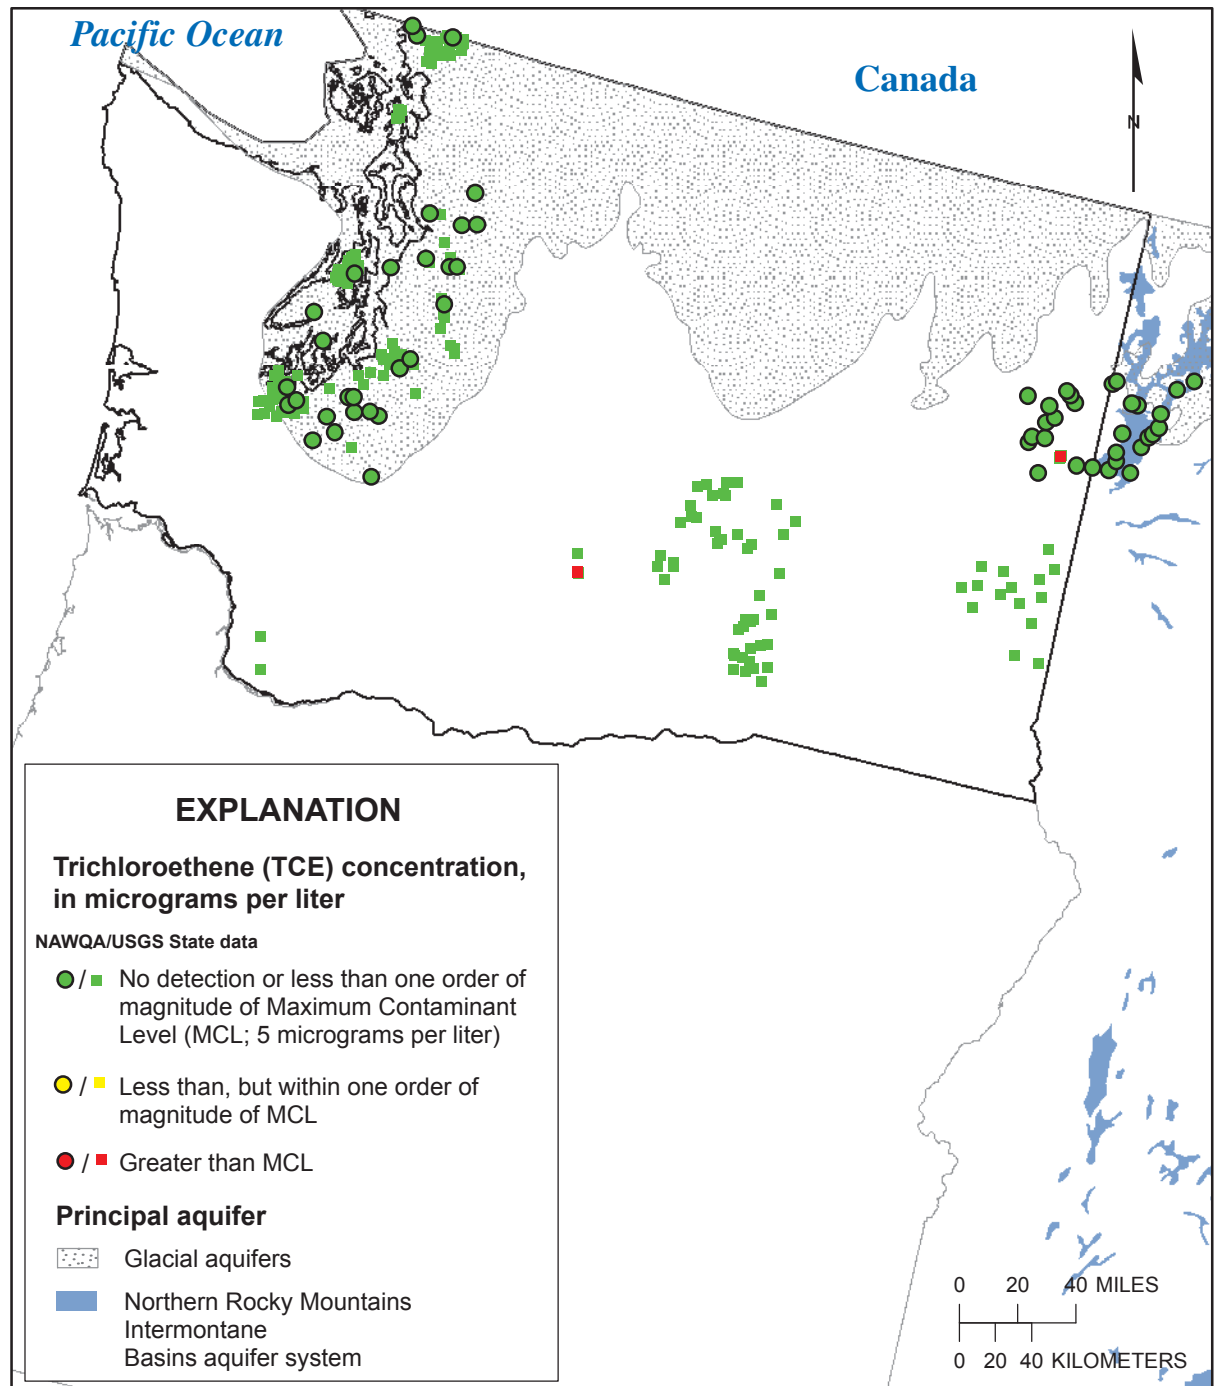 Pacific Ocean
Canada
N
EXPLANATION
Trichloroethene (TCE) concentration,
in micrograms per liter
NAWQA/USGS State data
/ No detection or less than one order of
magnitude of Maximum Contaminant
Level (MCL; 5 micrograms per liter)
/ Less than, but within one order of
magnitude of MCL
/ Greater than MCL
Principal aquifer
Glacial aquifers
Northern Rocky Mountains
Intermontane
Basins aquifer system
0 20 40 MILES
0 20 40 KILOMETERS